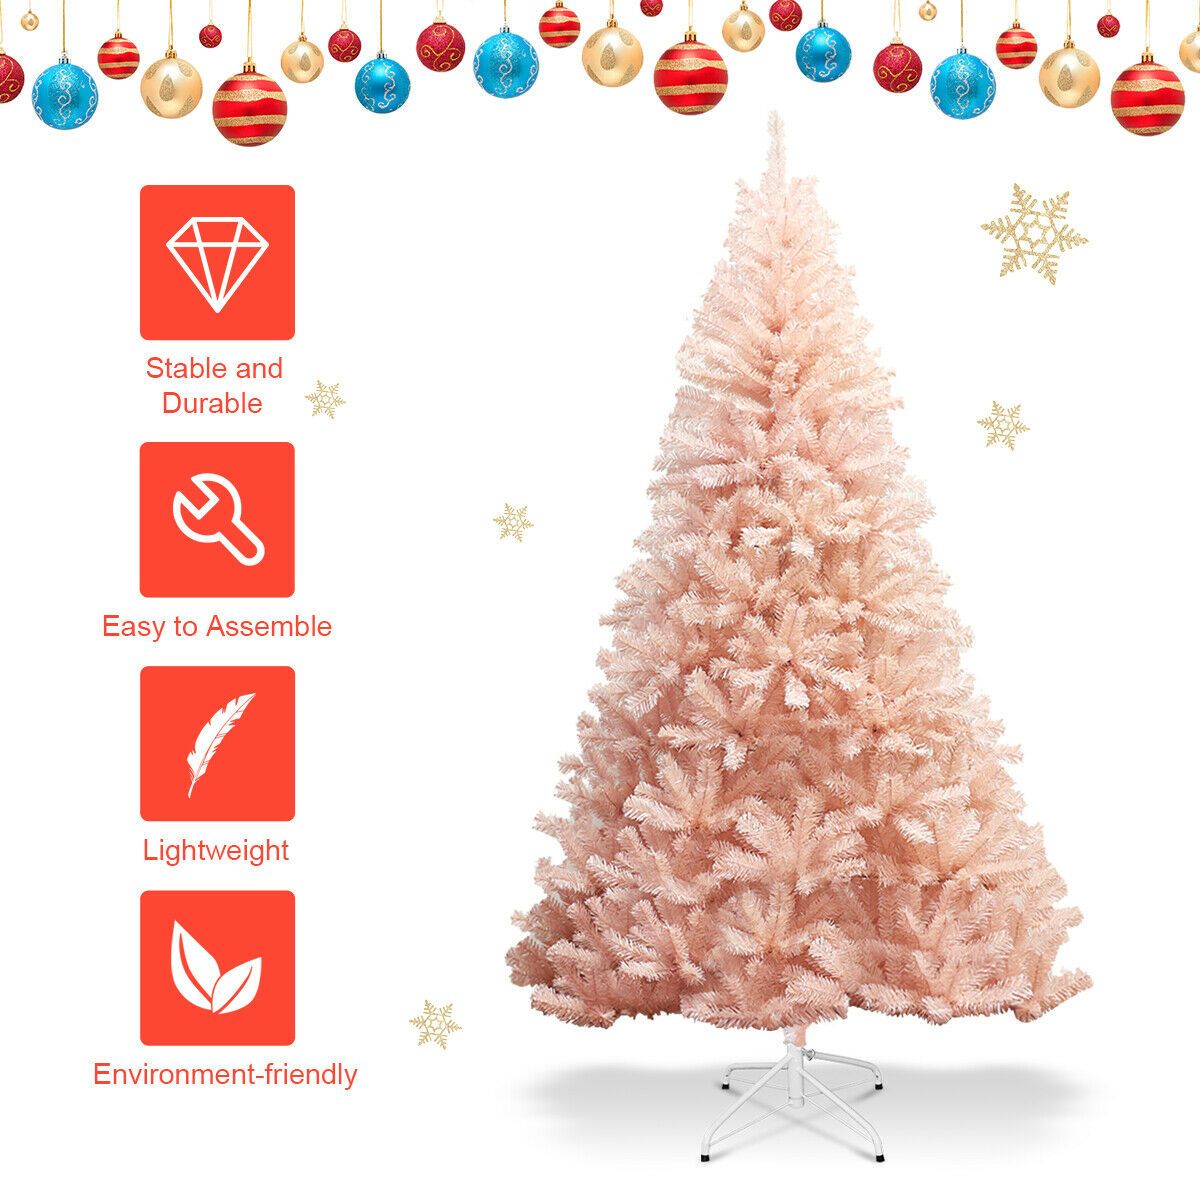 Stable and
Durable
Easy to Assemble
Lightweight
Environment-friendly